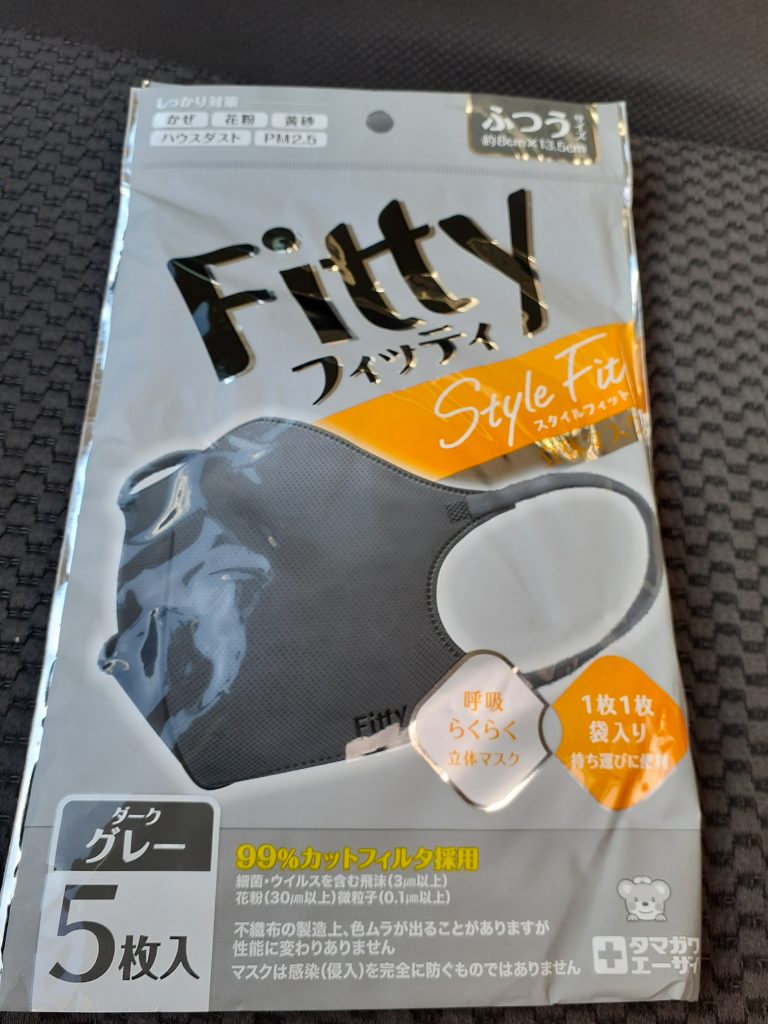 しっかり対策
かぜ 花粉 黄砂
ハウスダスト PM2.5
ふつうサイズ
約8cm×13.5cm
Fitty
フィッティ
Style Fit
スタイルフィット
Fitty
呼吸
らくらく
立体マスク
1枚1枚
袋入り
持ち運びに便利
ダーク
グレー
5枚入
99%カットフィルタ採用
細菌・ウイルスを含む飛沫(3㎛以上)
花粉(30㎛以上)微粒子(0.1㎛以上)
不織布の製造上、色ムラが出ることがありますが
性能に変わりありません
マスクは感染(侵入)を完全に防ぐものではありません
タマガワ
エーザイ